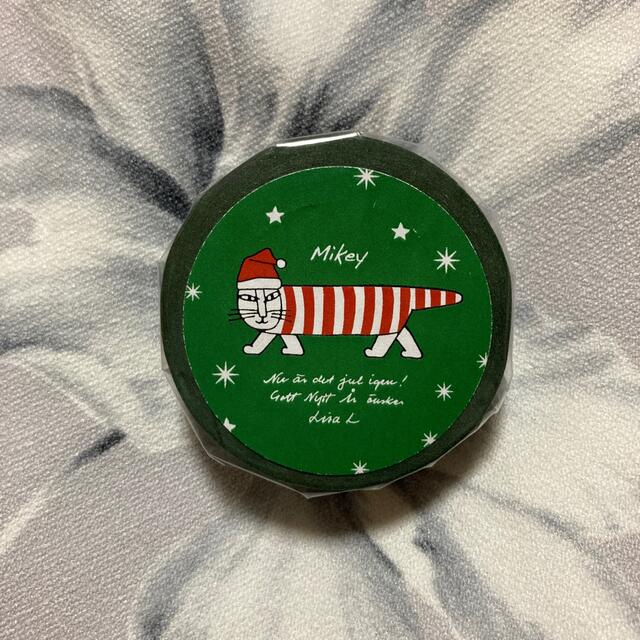 Mikey
Nu är det jul igen!
Gott Nytt År önskar
Lisa L